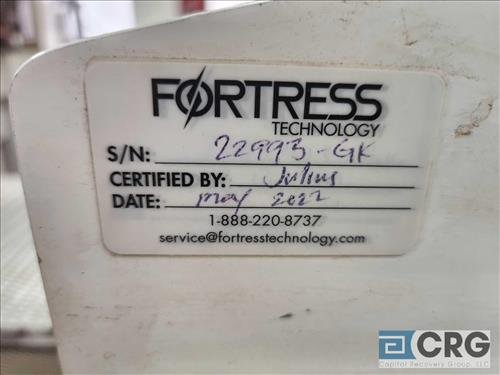 FORTRESS
TECHNOLOGY
S/N: 22993-GK
CERTIFIED BY: Julius
DATE: may 2022
1-888-220-8737
service@fortresstechnology.com
CRG
Capital Recovery Group, LLC